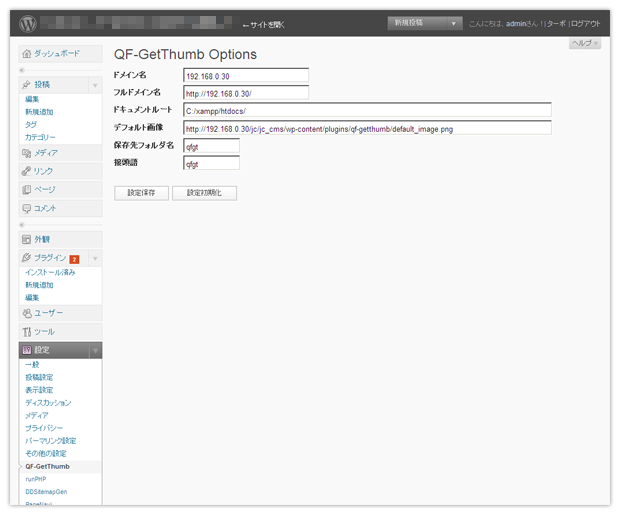 ←サイトを開く
新規投稿
こんにちは、adminさん！|ターボ|ログアウト
ヘルプ
ダッシュボード
投稿
編集
新規追加
タグ
カテゴリー
メディア
リンク
ページ
コメント
外観
プラグイン 2
インストール済み
新規追加
編集
ユーザー
ツール
設定
一般
投稿設定
表示設定
ディスカッション
メディア
プライバシー
パーマリンク設定
その他の設定
QF-GetThumb
runPHP
DDSitemapGen
PageNavi
QF-GetThumb Options
ドメイン名 192.168.0.30
フルドメイン名 http://192.168.0.30/
ドキュメントルート C:/xampp/htdocs/
デフォルト画像 http://192.168.0.30/jc/jc_cms/wp-content/plugins/qf-getthumb/default_image.png
保存先フォルダ名 qfgt
接頭語 qfgt
設定保存 設定初期化